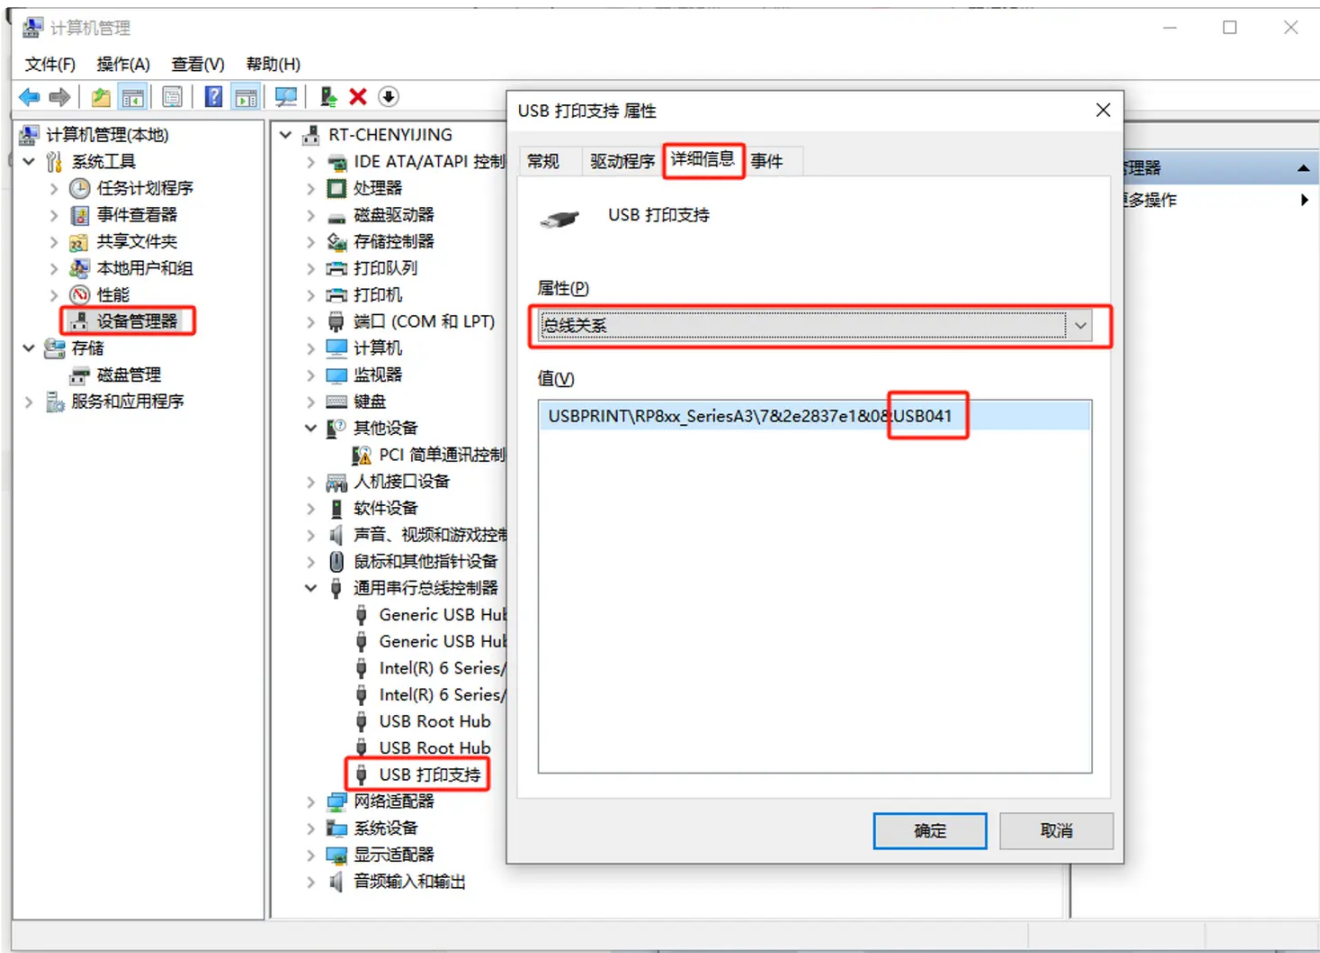 计算机管理
文件(F) 操作(A) 查看(V) 帮助(H)
计算机管理(本地)
系统工具
任务计划程序
事件查看器
共享文件夹
本地用户和组
性能
设备管理器
存储
磁盘管理
服务和应用程序
RT-CHENYIJING
IDE ATA/ATAPI 控制
处理器
磁盘驱动器
存储控制器
打印队列
打印机
端口 (COM 和 LPT)
计算机
监视器
键盘
其他设备
PCI 简单通讯控制
人机接口设备
软件设备
声音、视频和游戏控制
鼠标和其他指针设备
通用串行总线控制器
Generic USB Hub
Generic USB Hub
Intel(R) 6 Series/
Intel(R) 6 Series/
USB Root Hub
USB Root Hub
USB 打印支持
网络适配器
系统设备
显示适配器
音频输入和输出
USB 打印支持 属性
常规 驱动程序 详细信息 事件
USB 打印支持
属性(P)
总线关系
值(V)
USBPRINT\RP8xx_SeriesA3\7&2e2837e1&0&USB041
确定 取消
管理器
更多操作